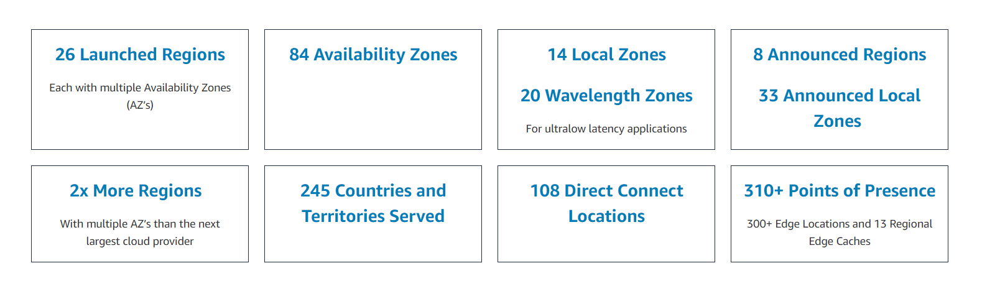 26 Launched Regions
Each with multiple Availability Zones
(AZ’s)
84 Availability Zones
14 Local Zones
20 Wavelength Zones
For ultralow latency applications
8 Announced Regions
33 Announced Local
Zones
2x More Regions
With multiple AZ’s than the next
largest cloud provider
245 Countries and
Territories Served
108 Direct Connect
Locations
310+ Points of Presence
300+ Edge Locations and 13 Regional
Edge Caches